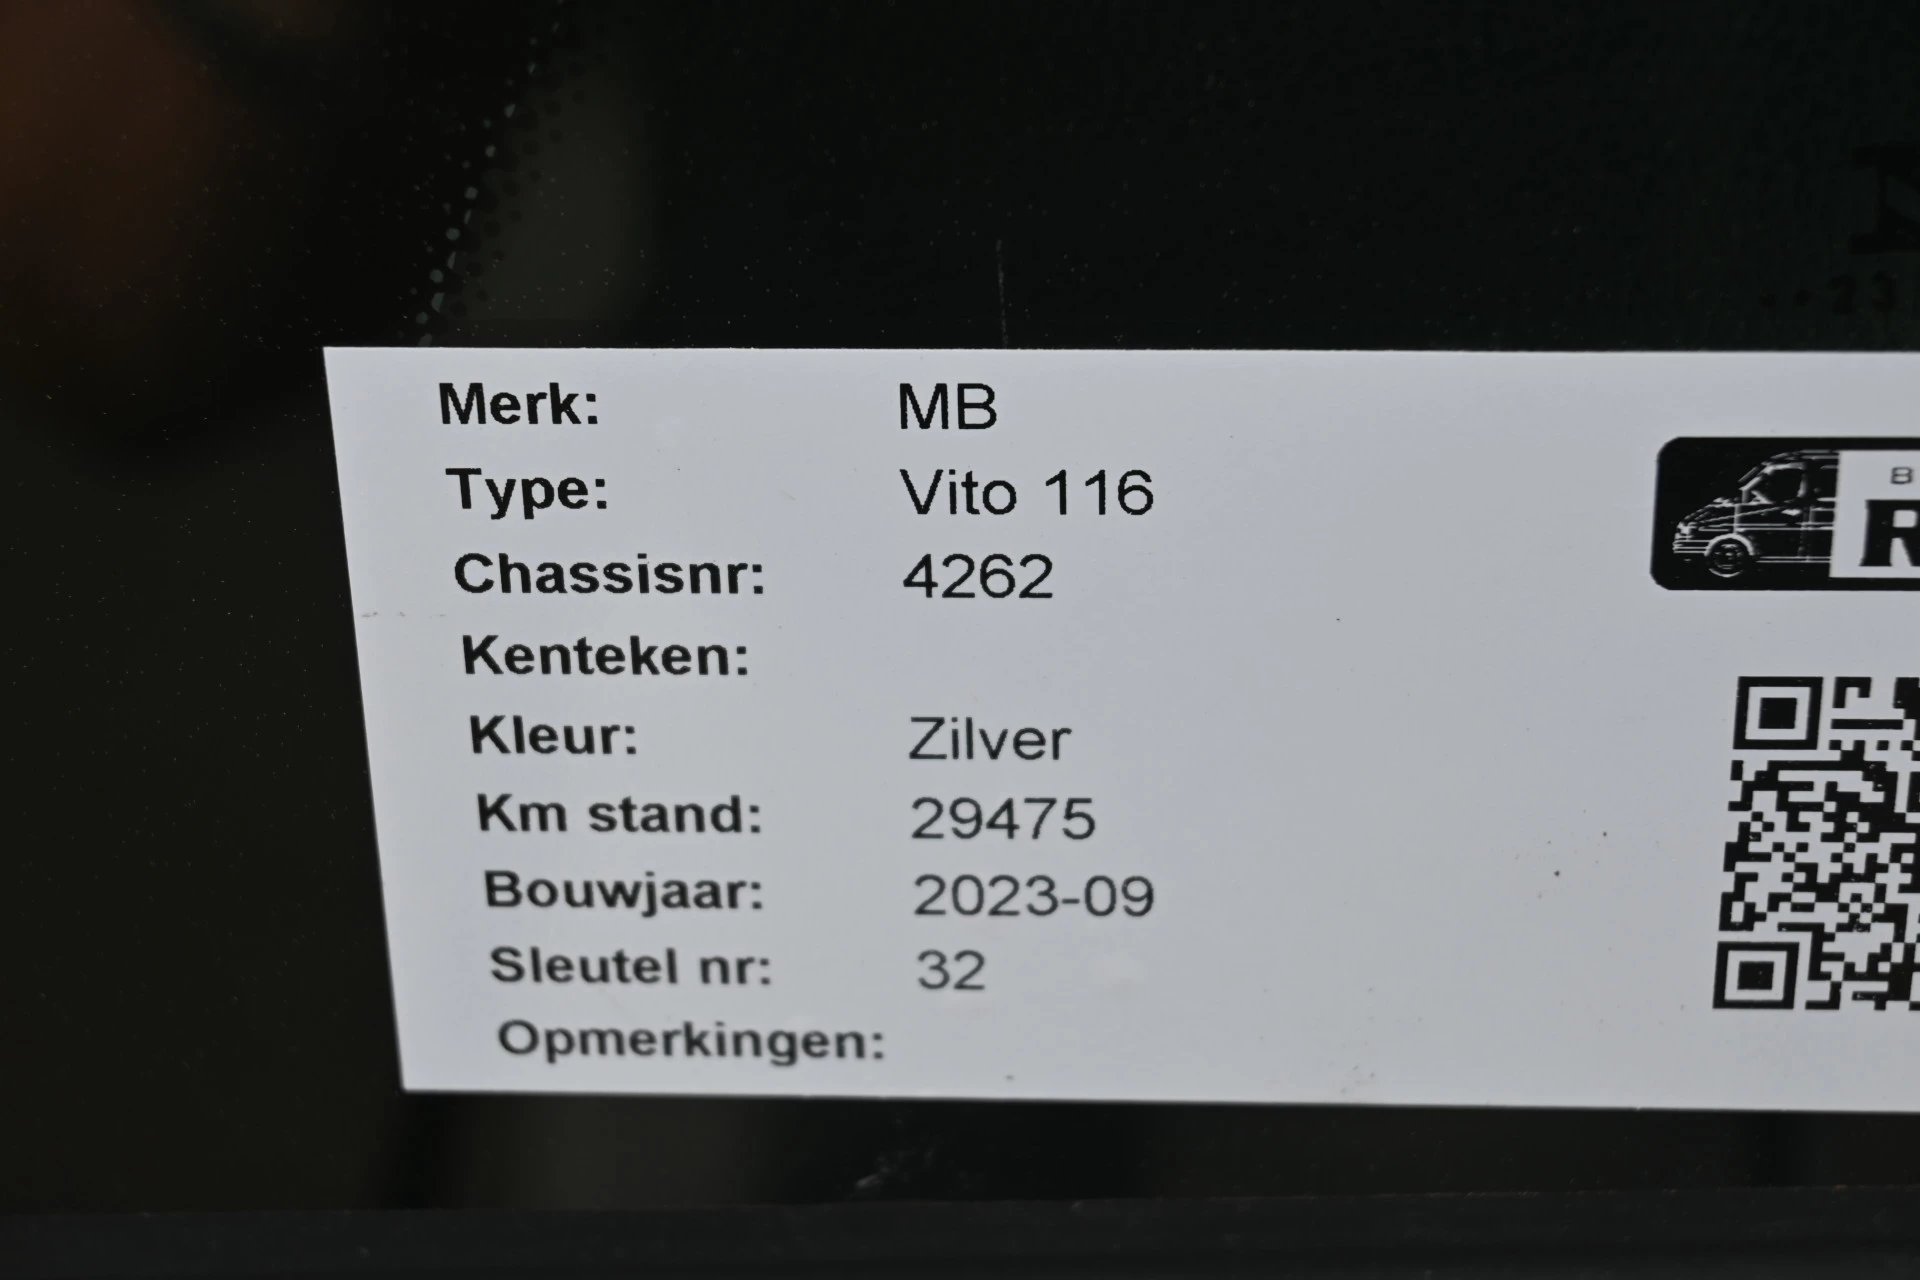 Merk: MB
Type: Vito 116
Chassisnr: 4262
Kenteken:
Kleur: Zilver
Km stand: 29475
Bouwjaar: 2023-09
Sleutel nr: 32
Opmerkingen: